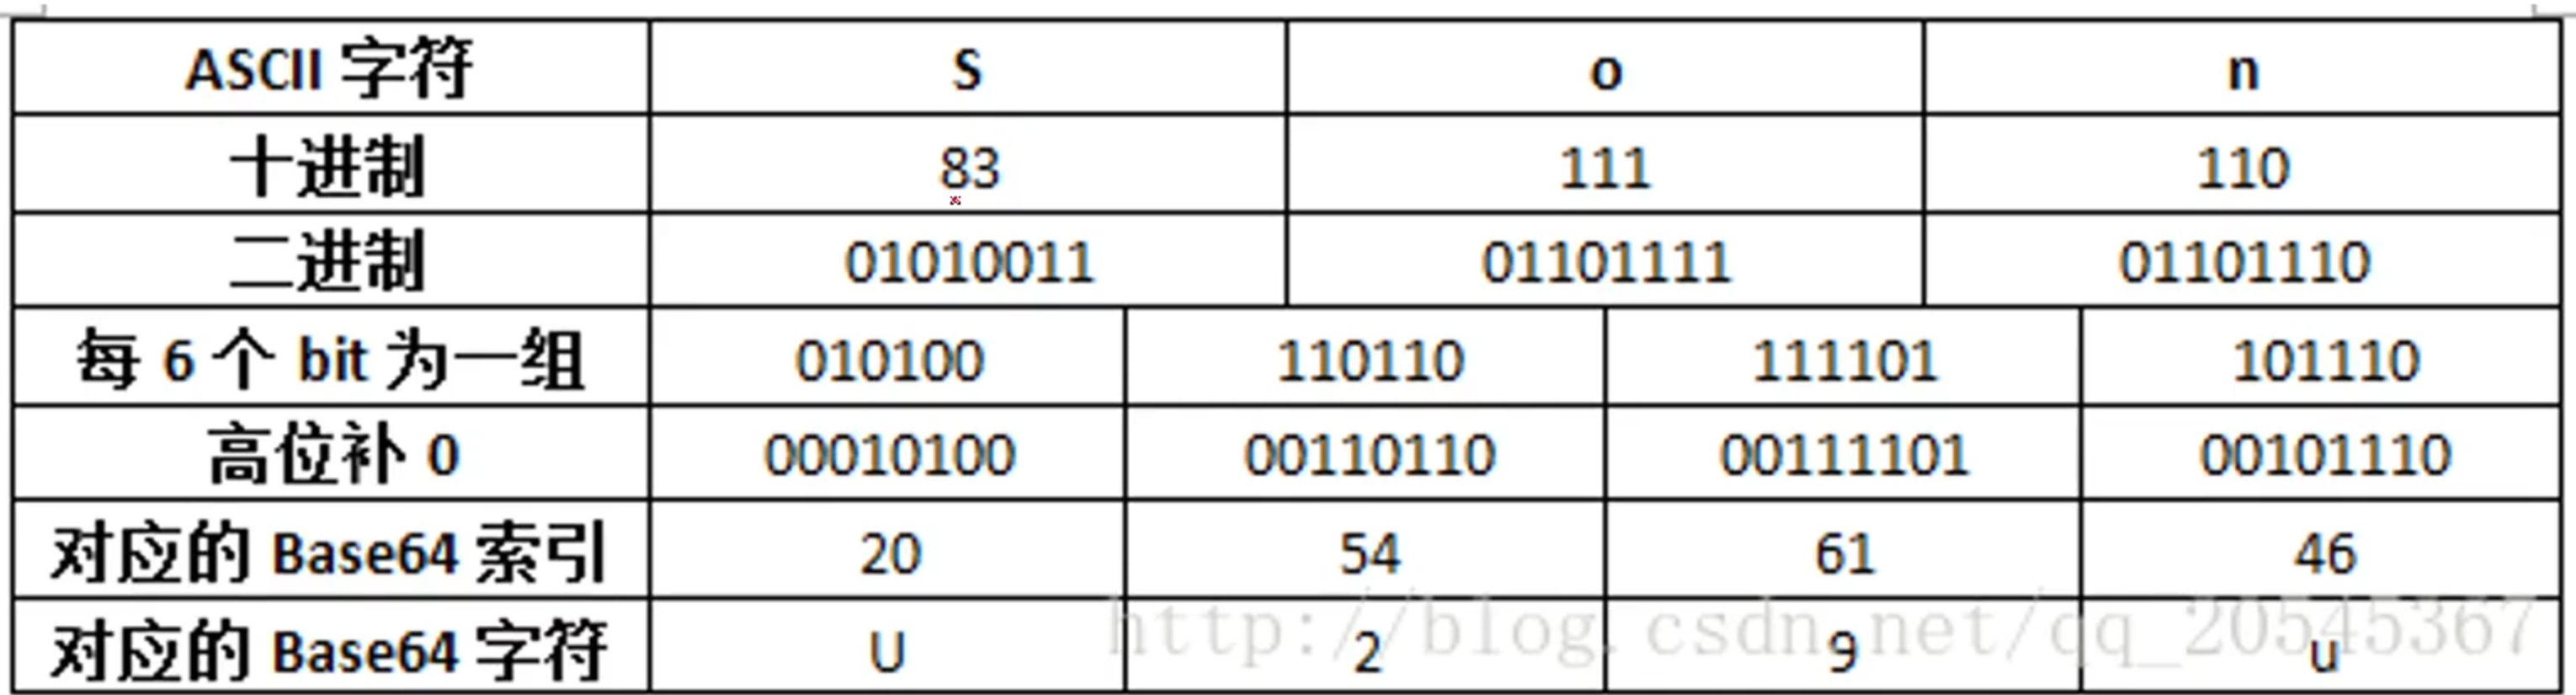 ASCII 字符 S o n
十进制 83 111 110
二进制 01010011 01101111 01101110
每 6 个 bit 为一组 010100 110110 111101 101110
高位补 0 00010100 00110110 00111101 00101110
对应的 Base64 索引 20 54 61 46
对应的 Base64 字符 U 2 9 u
http://blog.csdn.net/qq_20545367